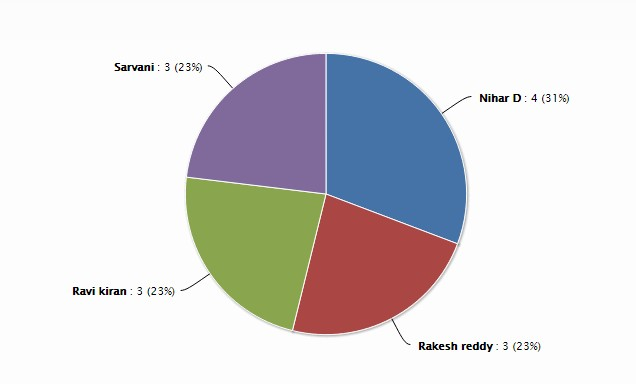 Sarvani : 3 (23%)
Nihar D : 4 (31%)
Ravi kiran : 3 (23%)
Rakesh reddy : 3 (23%)